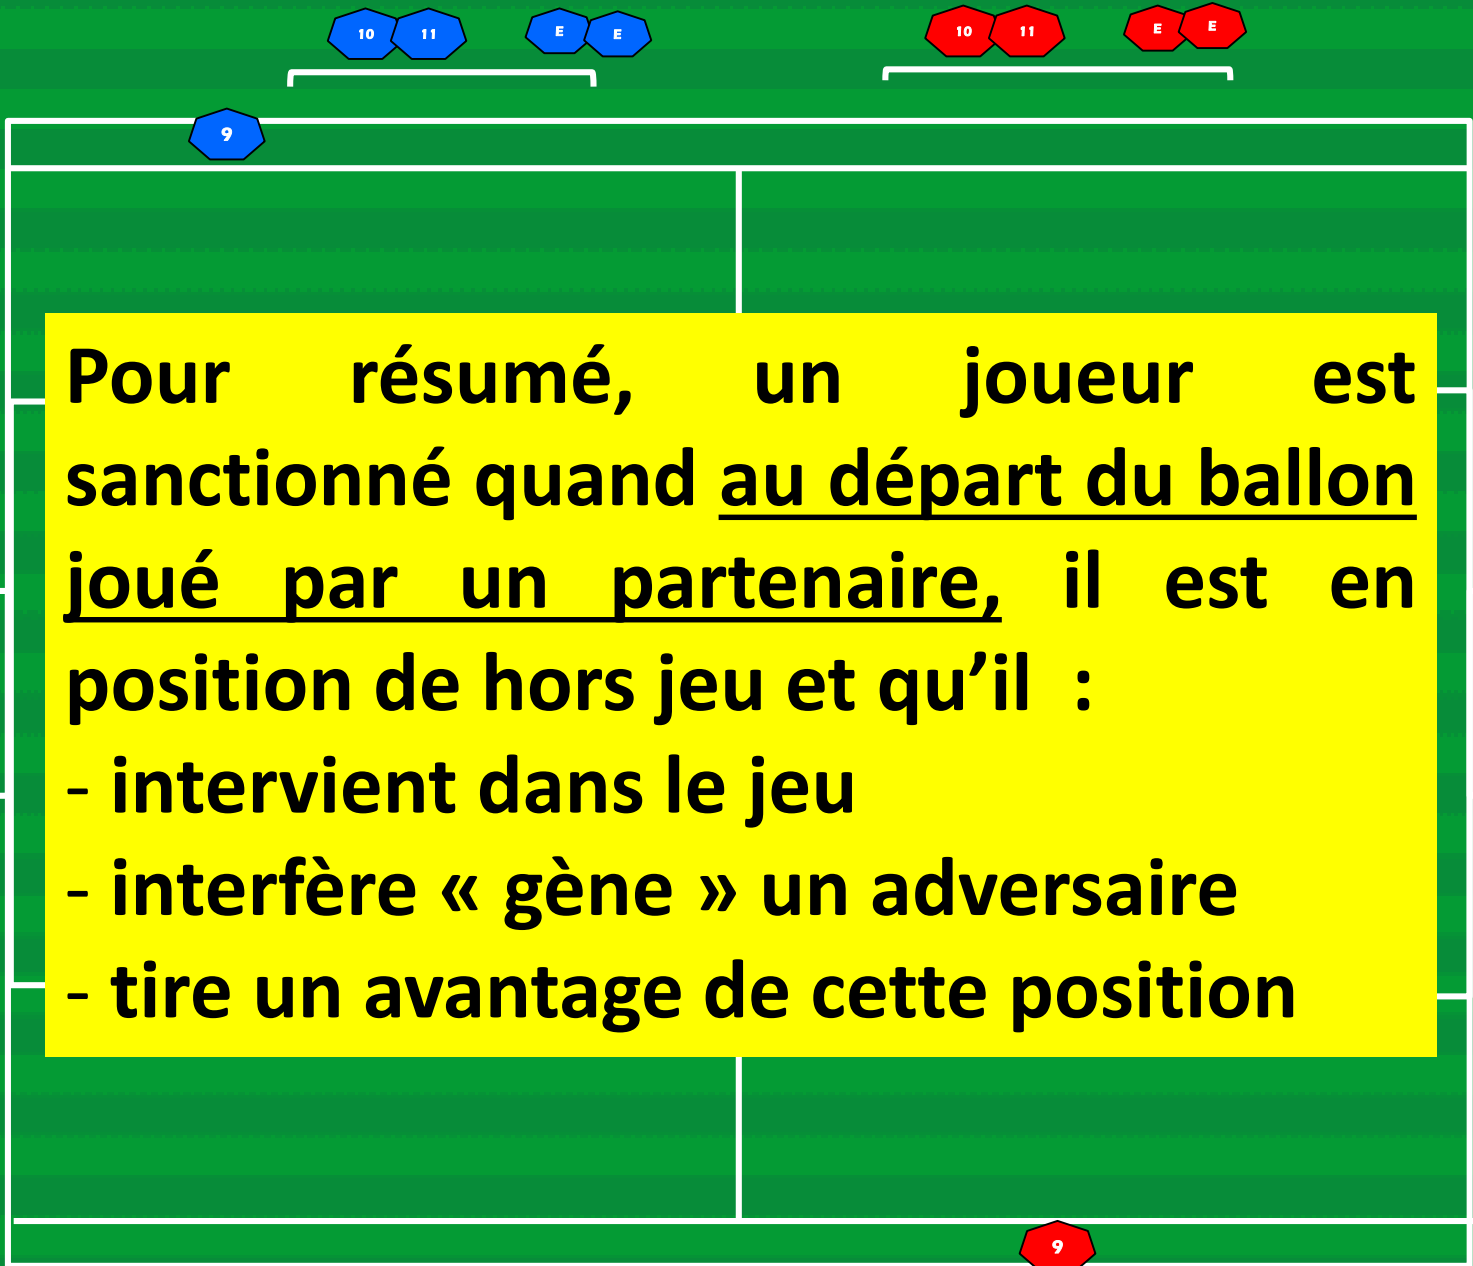 10 11 E E 10 11 E E
9
Pour résumé, un joueur est
sanctionné quand au départ du ballon
joué par un partenaire, il est en
position de hors jeu et qu’il :
- intervient dans le jeu
- interfère « gène » un adversaire
- tire un avantage de cette position
9